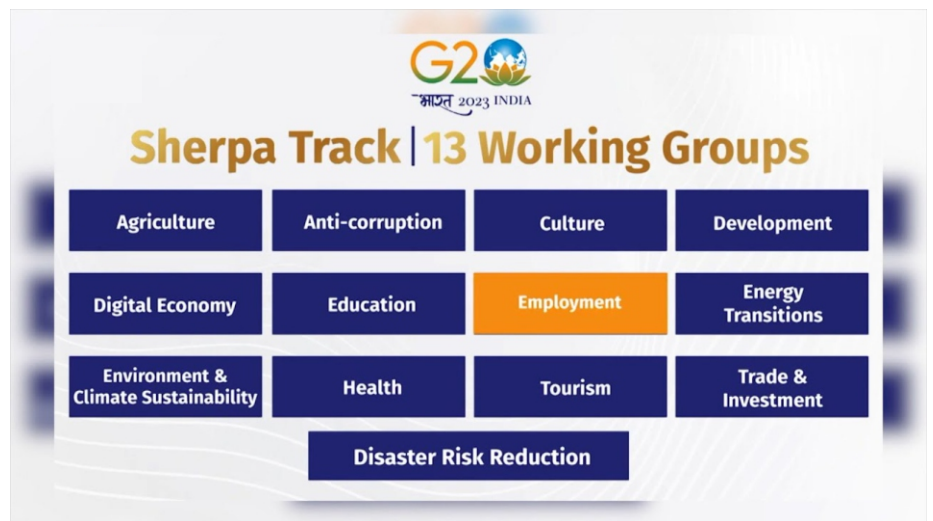 G20
भारत 2023 INDIA
Sherpa Track | 13 Working Groups
Agriculture
Anti-corruption
Culture
Development
Digital Economy
Education
Employment
Energy
Transitions
Environment &
Climate Sustainability
Health
Tourism
Trade &
Investment
Disaster Risk Reduction